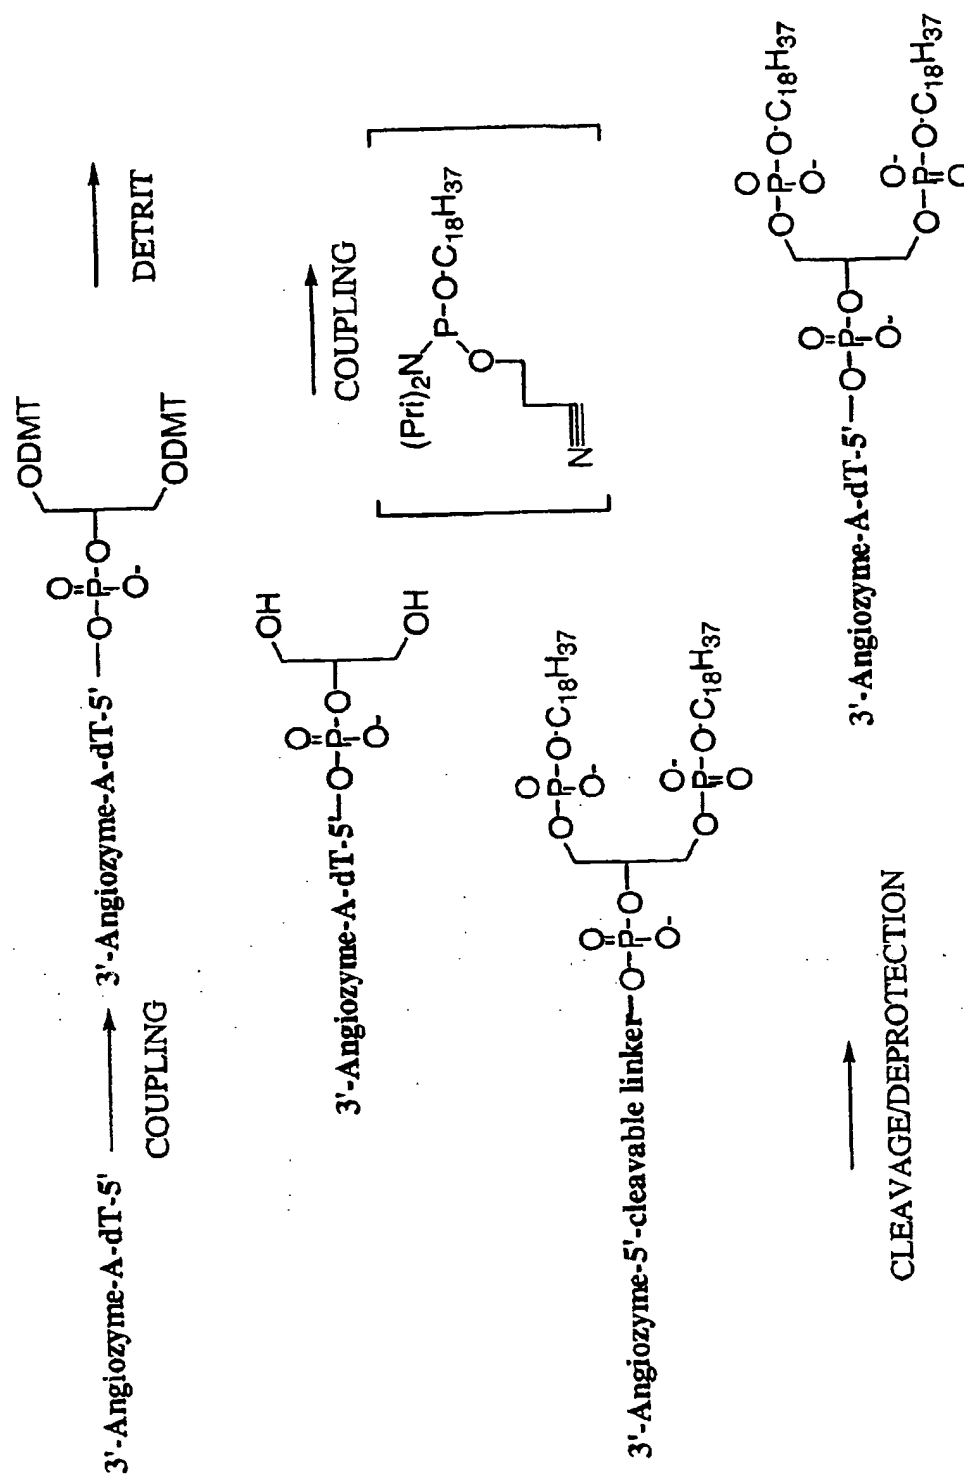 3'-Angiozyme-A-dT-5'
COUPLING
3'-Angiozyme-A-dT-5'
O
O-P-O
O-
ODMT
ODMT
DETRIT
3'-Angiozyme-A-dT-5'
O
O-P-O
O-
OH
OH
COUPLING
(Pri)2N
P-O-C18H37
O
N
3'-Angiozyme-5'-cleavable linker
O
O-P-O
O-
O
O-P-O-C18H37
O-
O-
O-P-O-C18H37
O
CLEAVAGE/DEPROTECTION
3'-Angiozyme-A-dT-5'
O
O-P-O
O-
O
O-P-O-C18H37
O-
O-
O-P-O-C18H37
O